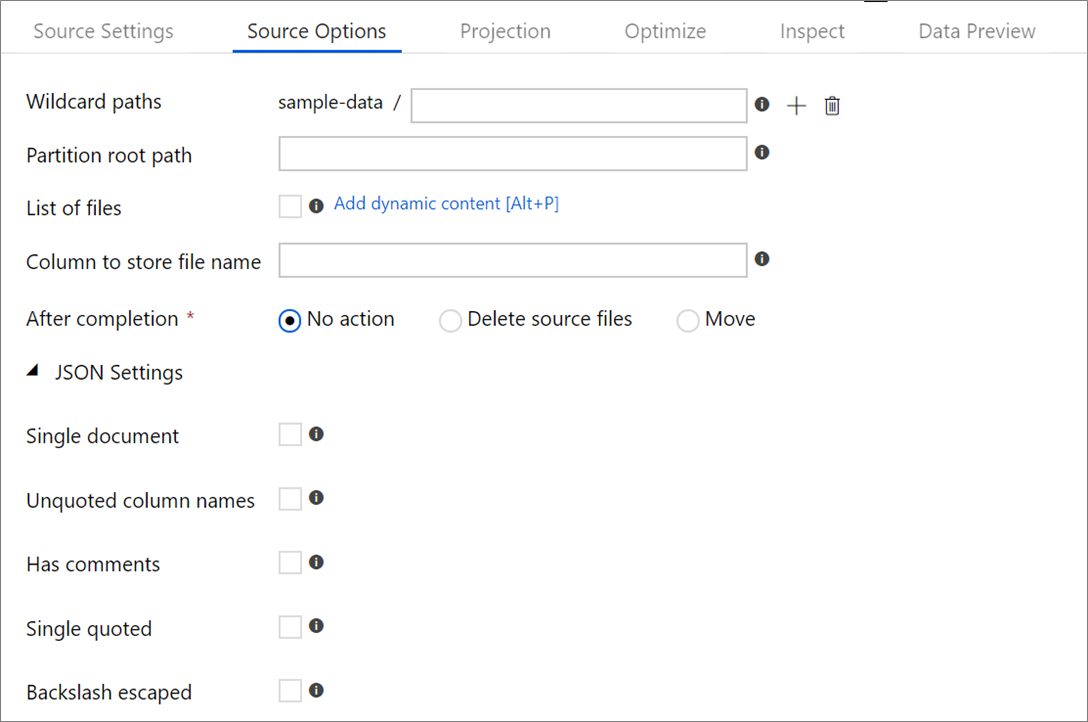 Source Settings Source Options Projection Optimize Inspect Data Preview
Wildcard paths sample-data /
Partition root path
List of files Add dynamic content [Alt+P]
Column to store file name
After completion * No action Delete source files Move
JSON Settings
Single document
Unquoted column names
Has comments
Single quoted
Backslash escaped